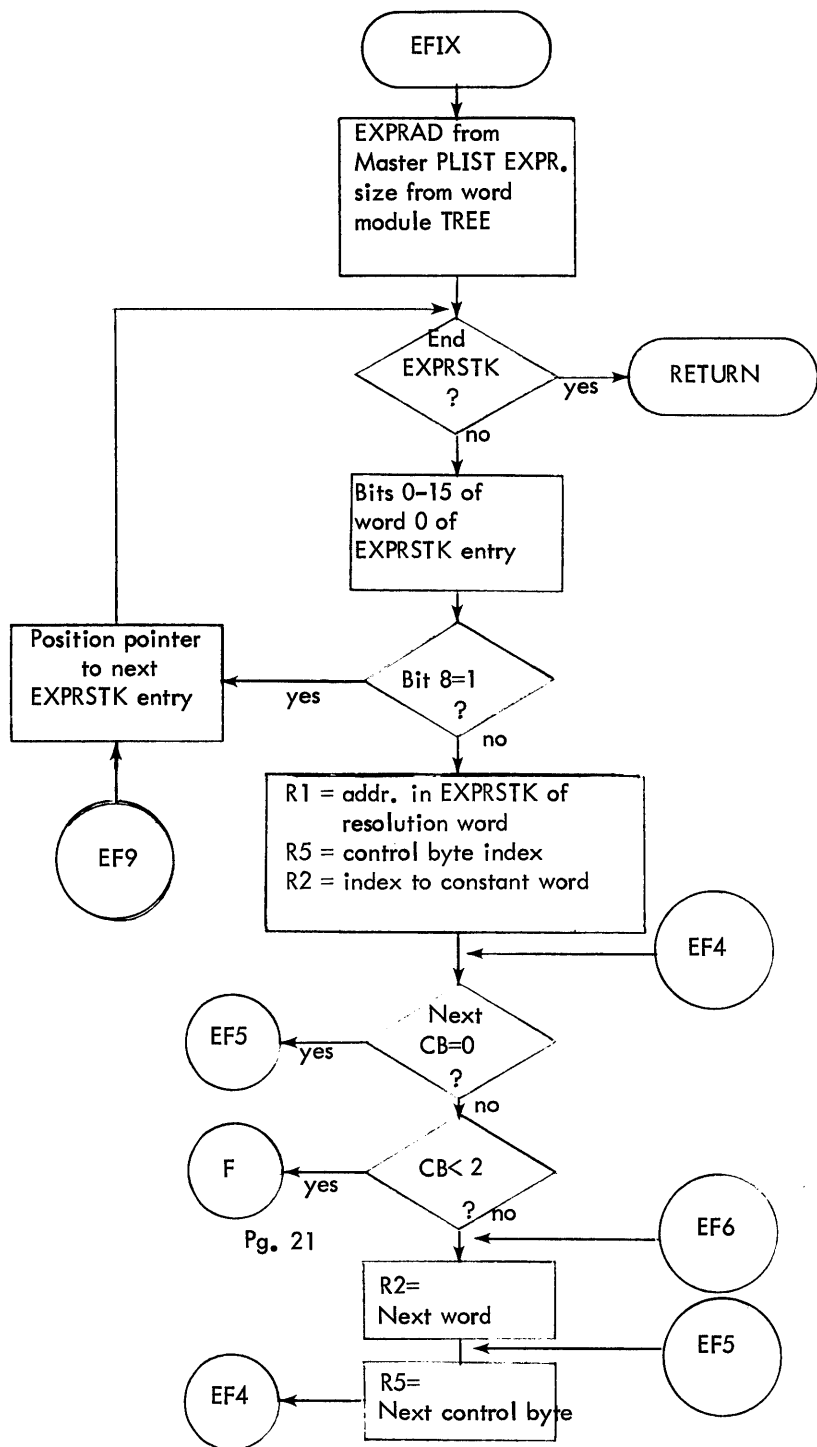 EFIX
EXPRAD from
Master PLIST EXPR.
size from word
module TREE
End
EXPRSTK
?
yes
RETURN
no
Bits 0-15 of
word 0 of
EXPRSTK entry
Position pointer
to next
EXPRSTK entry
Bit 8=1
?
yes
no
R1 = addr. in EXPRSTK of
resolution word
R5 = control byte index
R2 = index to constant word
EF9
EF4
Next
CB=0
?
EF5
yes
no
CB< 2
?
F
yes
no
Pg. 21
EF6
R2=
Next word
EF5
R5=
Next control byte
EF4